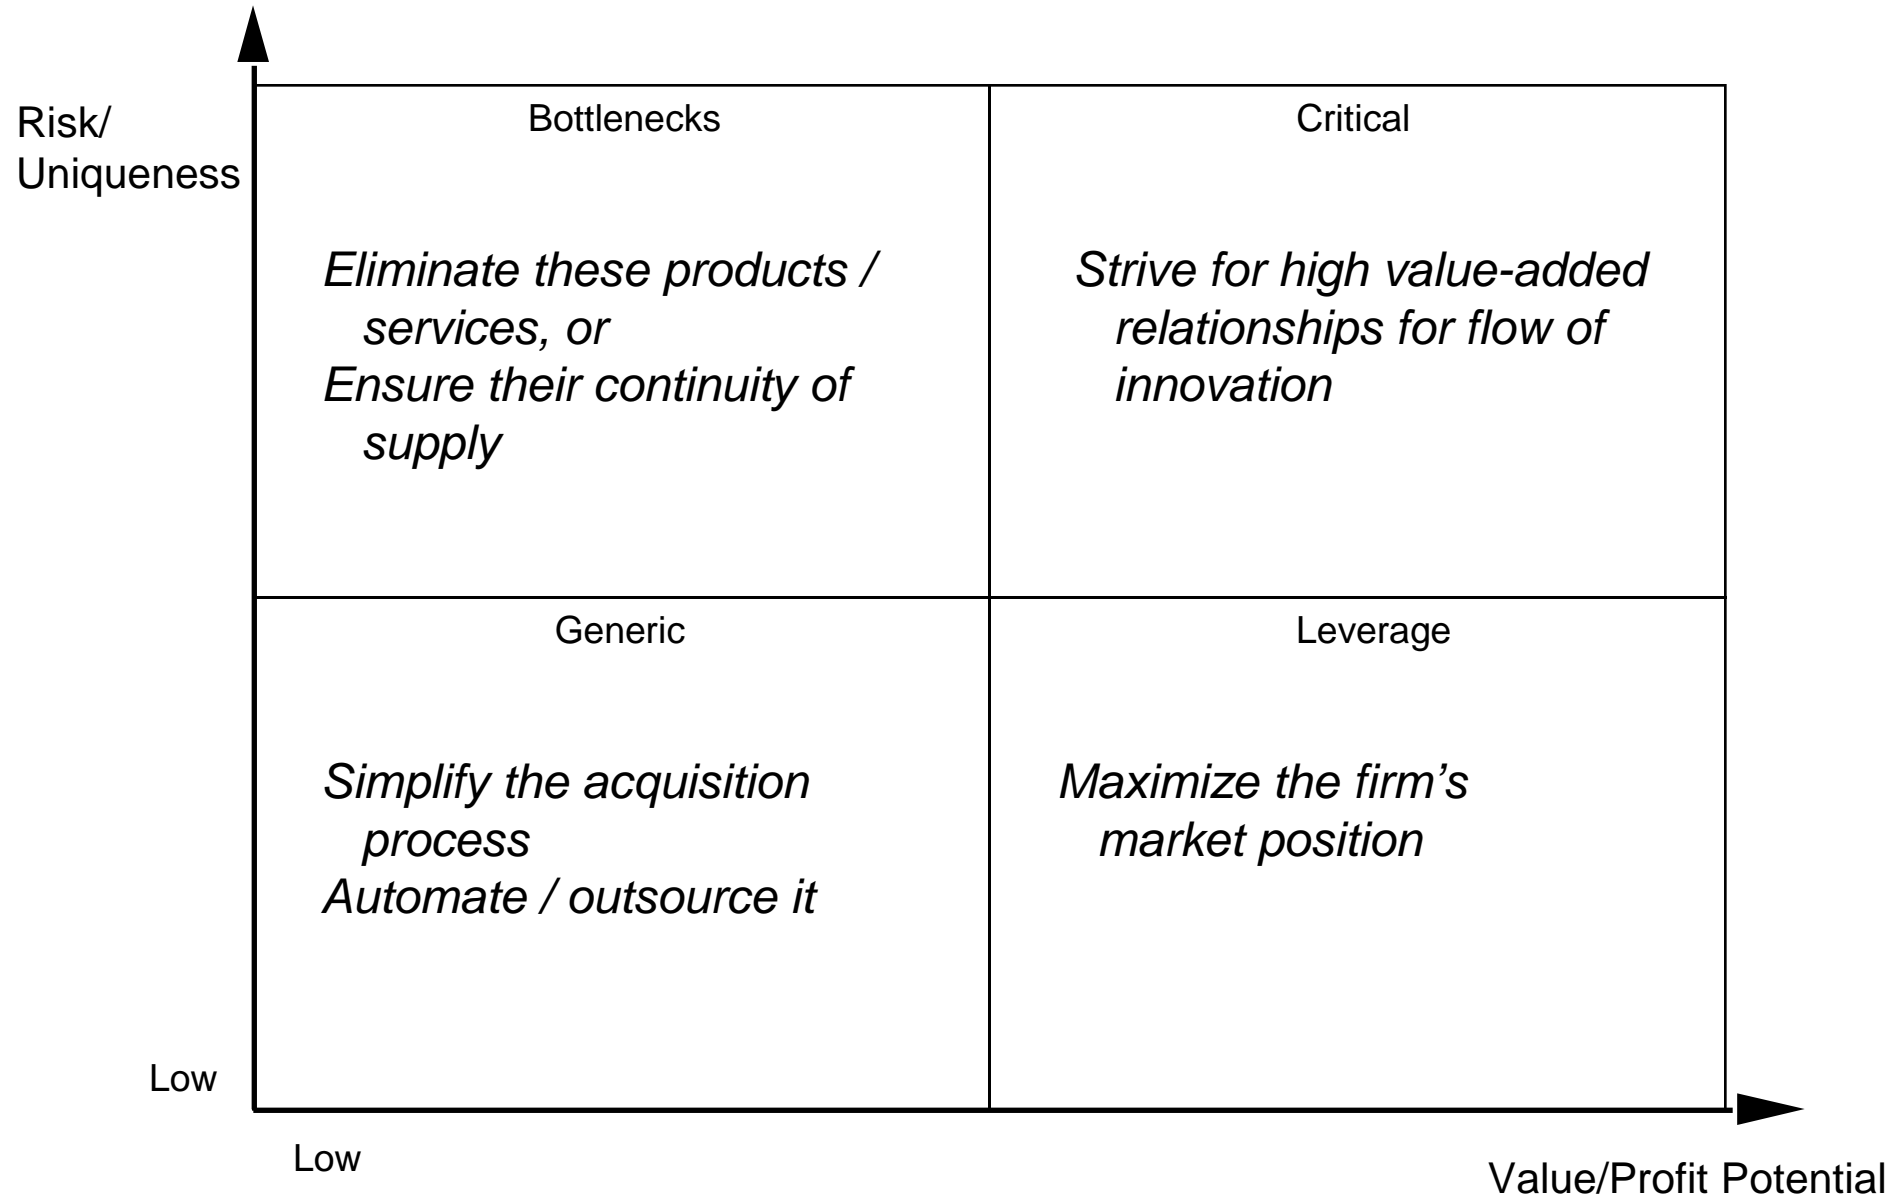 Risk/
Uniqueness
Bottlenecks
Eliminate these products /
services, or
Ensure their continuity of
supply
Critical
Strive for high value-added
relationships for flow of
innovation
Generic
Simplify the acquisition
process
Automate / outsource it
Leverage
Maximize the firm’s
market position
Low
Low
Value/Profit Potential